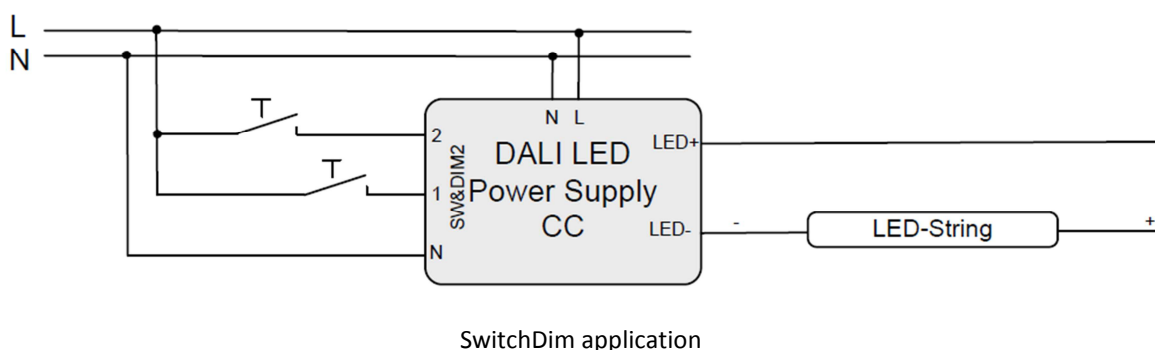 L
N
T
T
N L
2
1
N
SW&DIM2
DALI LED
Power Supply
CC
LED+
LED-
-
LED-String
+
SwitchDim application